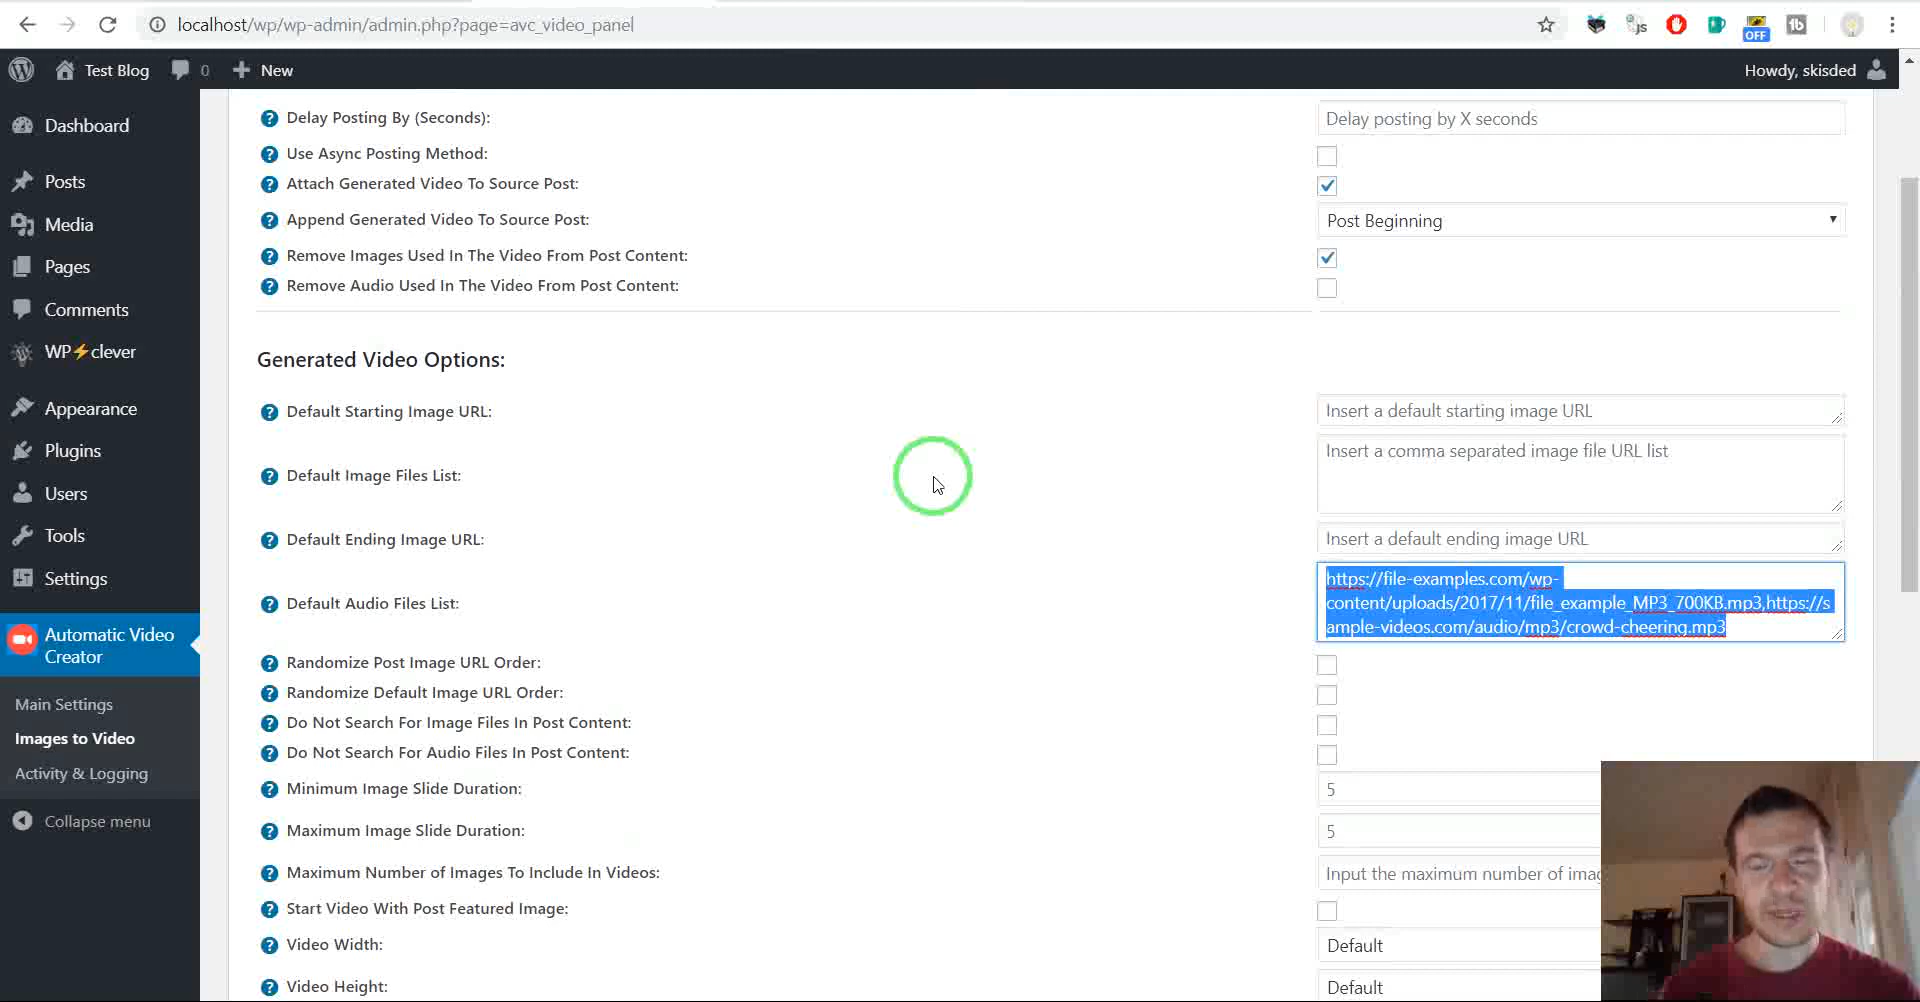 localhost/wp/wp-admin/admin.php?page=avc_video_panel
JS
OFF
Test Blog
0
New
Howdy, skisded
Dashboard
Posts
Media
Pages
Comments
WP⚡clever
Appearance
Plugins
Users
Tools
Settings
Automatic Video
Creator
Main Settings
Images to Video
Activity & Logging
Collapse menu
Delay Posting By (Seconds):
Delay posting by X seconds
Use Async Posting Method:
Attach Generated Video To Source Post:
Append Generated Video To Source Post:
Post Beginning
Remove Images Used In The Video From Post Content:
Remove Audio Used In The Video From Post Content:
Generated Video Options:
Default Starting Image URL:
Insert a default starting image URL
Default Image Files List:
Insert a comma separated image file URL list
Default Ending Image URL:
Insert a default ending image URL
Default Audio Files List:
https://file-examples.com/wp-
content/uploads/2017/11/file_example_MP3_700KB.mp3,https://s
ample-videos.com/audio/mp3/crowd-cheering.mp3
Randomize Post Image URL Order:
Randomize Default Image URL Order:
Do Not Search For Image Files In Post Content:
Do Not Search For Audio Files In Post Content:
Minimum Image Slide Duration:
5
Maximum Image Slide Duration:
5
Maximum Number of Images To Include In Videos:
Input the maximum number of imag
Start Video With Post Featured Image:
Video Width:
Default
Video Height:
Default